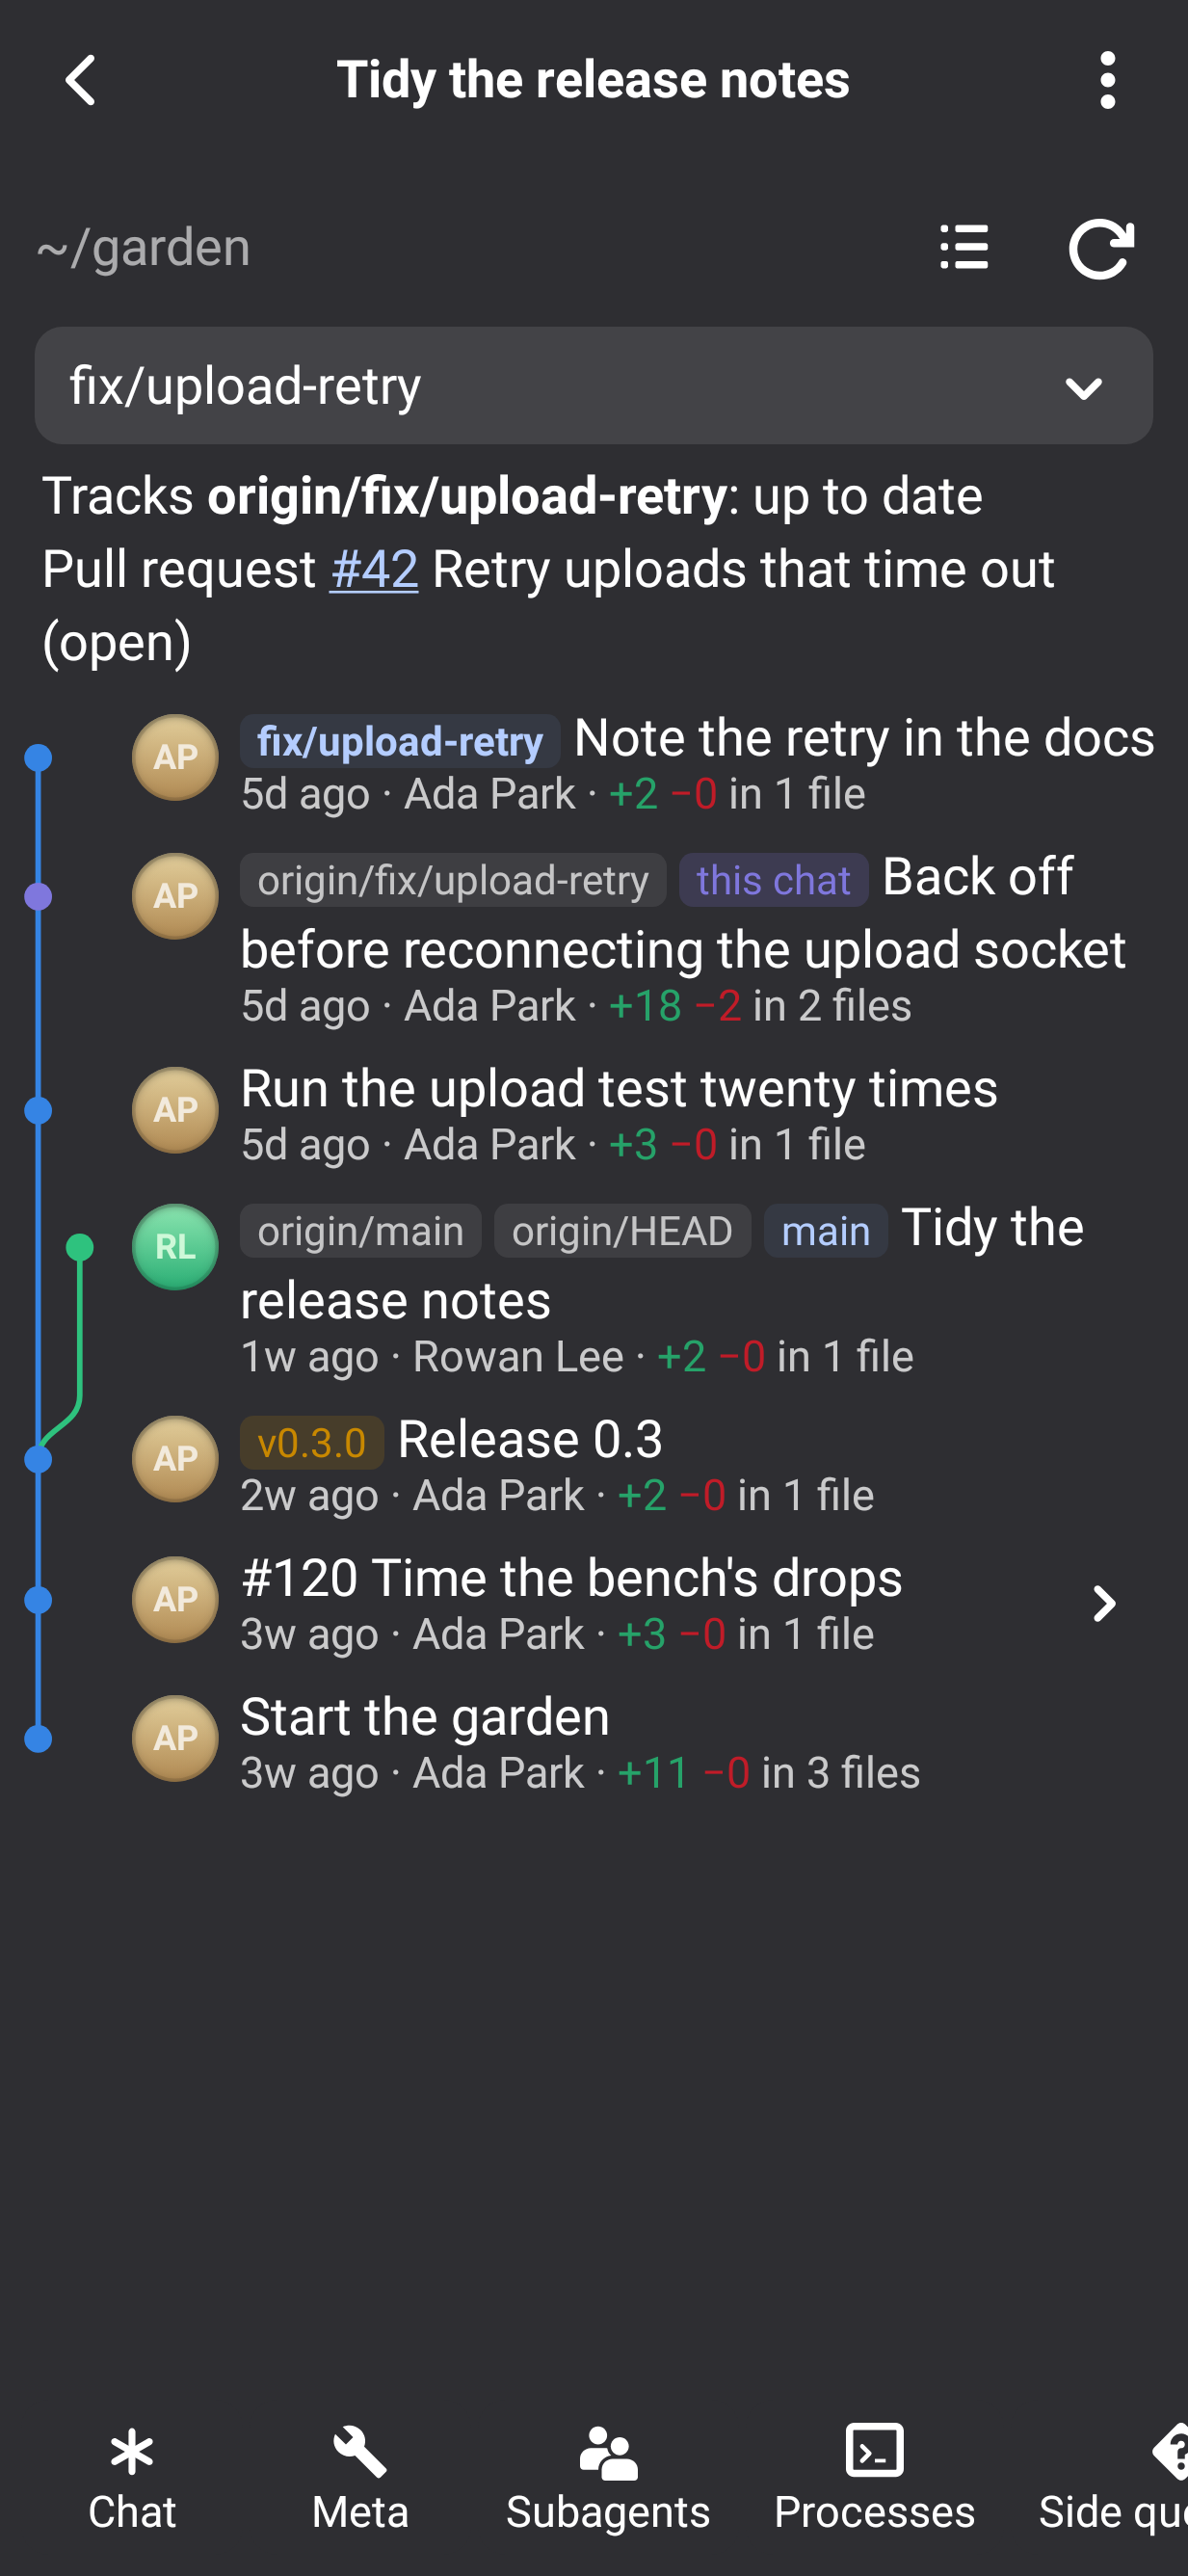 Tidy the release notes
~/garden
fix/upload-retry
Tracks origin/fix/upload-retry: up to date
Pull request #42 Retry uploads that time out
(open)
AP fix/upload-retry Note the retry in the docs
5d ago · Ada Park · +2 −0 in 1 file
AP origin/fix/upload-retry this chat Back off
before reconnecting the upload socket
5d ago · Ada Park · +18 −2 in 2 files
AP Run the upload test twenty times
5d ago · Ada Park · +3 −0 in 1 file
RL origin/main origin/HEAD main Tidy the
release notes
1w ago · Rowan Lee · +2 −0 in 1 file
AP v0.3.0 Release 0.3
2w ago · Ada Park · +2 −0 in 1 file
AP #120 Time the bench's drops
3w ago · Ada Park · +3 −0 in 1 file
AP Start the garden
3w ago · Ada Park · +11 −0 in 3 files
Chat Meta Subagents Processes Side